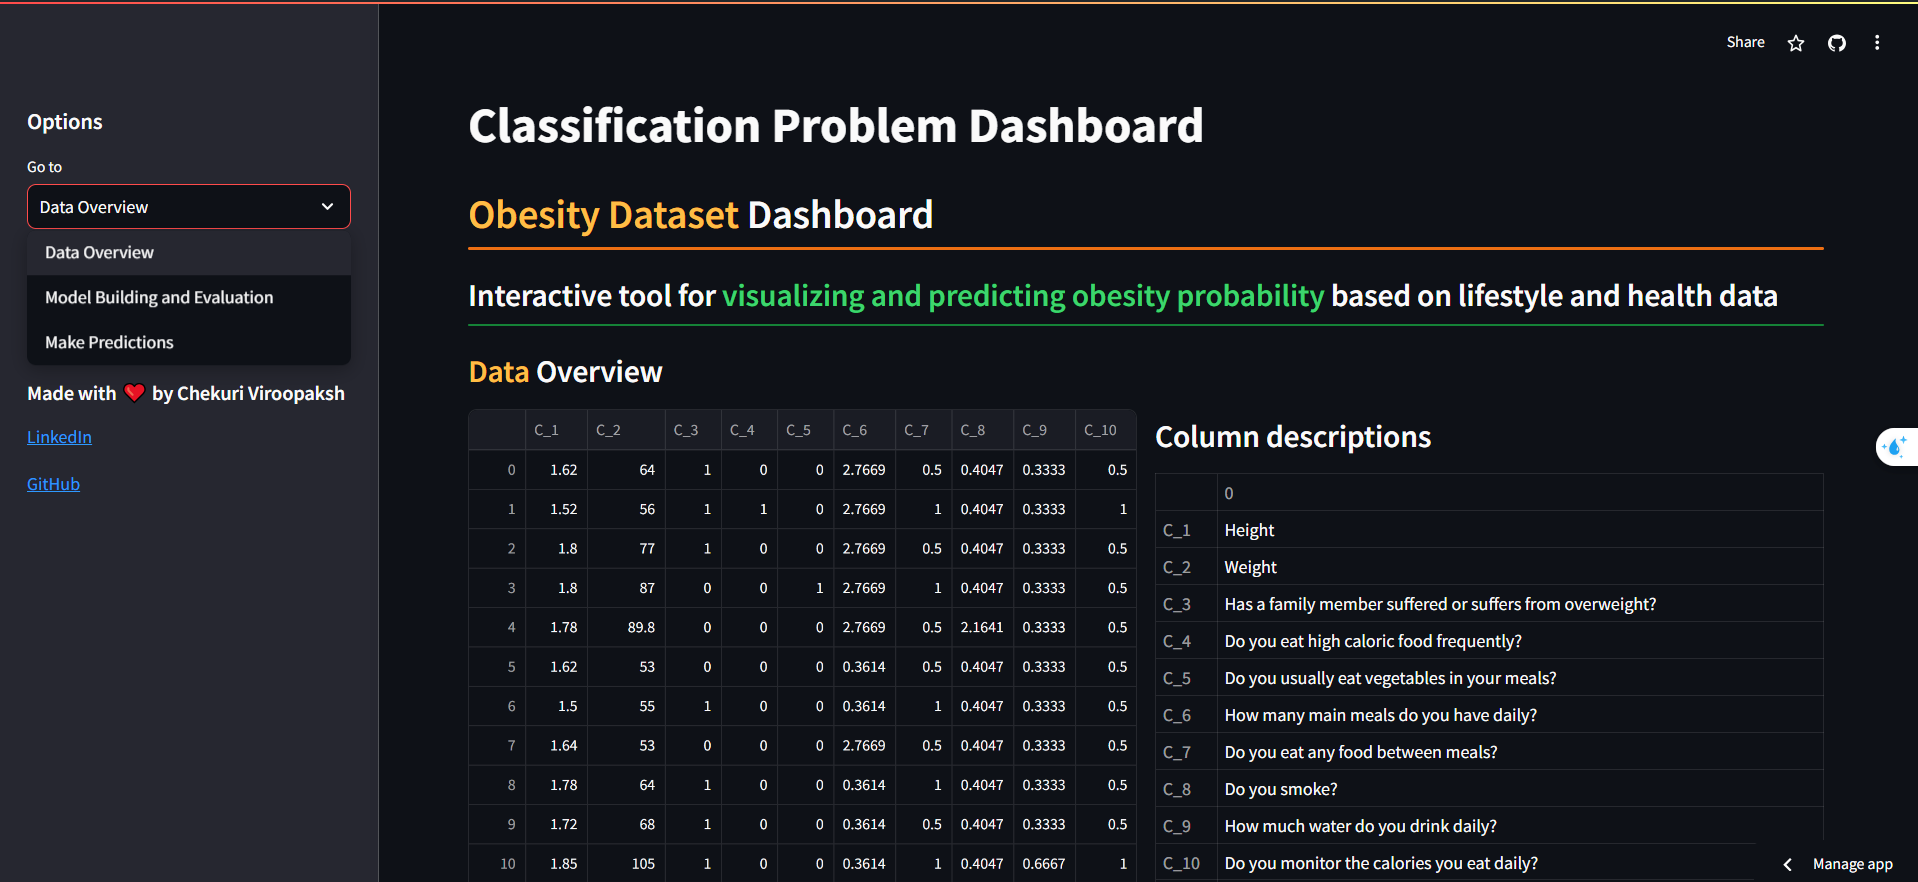 Share
Options
Go to
Data Overview
Data Overview
Model Building and Evaluation
Make Predictions
Made with ❤️ by Chekuri Viroopaksh
LinkedIn
GitHub
Classification Problem Dashboard
Obesity Dataset Dashboard
Interactive tool for visualizing and predicting obesity probability based on lifestyle and health data
Data Overview
C_1 C_2 C_3 C_4 C_5 C_6 C_7 C_8 C_9 C_10
0 1.62 64 1 0 0 2.7669 0.5 0.4047 0.3333 0.5
1 1.52 56 1 1 0 2.7669 1 0.4047 0.3333 1
2 1.8 77 1 0 0 2.7669 0.5 0.4047 0.3333 0.5
3 1.8 87 0 0 1 2.7669 1 0.4047 0.3333 0.5
4 1.78 89.8 0 0 0 2.7669 0.5 2.1641 0.3333 0.5
5 1.62 53 0 0 0 0.3614 0.5 0.4047 0.3333 0.5
6 1.5 55 1 0 0 0.3614 1 0.4047 0.3333 0.5
7 1.64 53 0 0 0 2.7669 0.5 0.4047 0.3333 0.5
8 1.78 64 1 0 0 0.3614 1 0.4047 0.3333 0.5
9 1.72 68 1 0 0 0.3614 0.5 0.4047 0.3333 0.5
10 1.85 105 1 0 0 0.3614 1 0.4047 0.6667 1
Column descriptions
0
C_1 Height
C_2 Weight
C_3 Has a family member suffered or suffers from overweight?
C_4 Do you eat high caloric food frequently?
C_5 Do you usually eat vegetables in your meals?
C_6 How many main meals do you have daily?
C_7 Do you eat any food between meals?
C_8 Do you smoke?
C_9 How much water do you drink daily?
C_10 Do you monitor the calories you eat daily?
Manage app